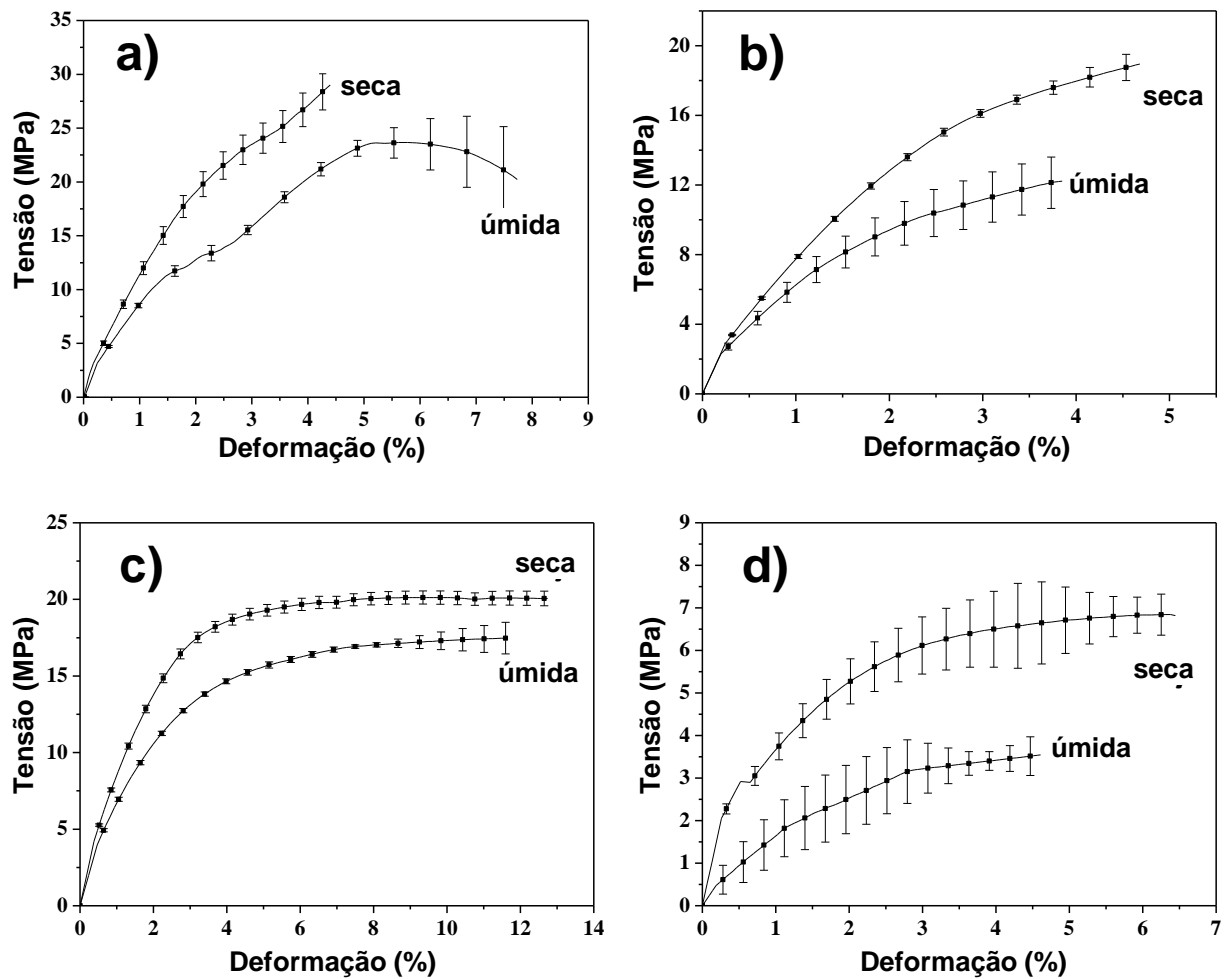 a)
seca
úmida
Tensão (MPa)
35
30
25
20
15
10
5
0
0 1 2 3 4 5 6 7 8 9
Deformação (%)
b)
seca
úmida
Tensão (MPa)
20
16
12
8
4
0
0 1 2 3 4 5
Deformação (%)
c)
seca
úmida
Tensão (MPa)
25
20
15
10
5
0
0 2 4 6 8 10 12 14
Deformação (%)
d)
seca
úmida
Tensão (MPa)
9
8
7
6
5
4
3
2
1
0
0 1 2 3 4 5 6 7
Deformação (%)